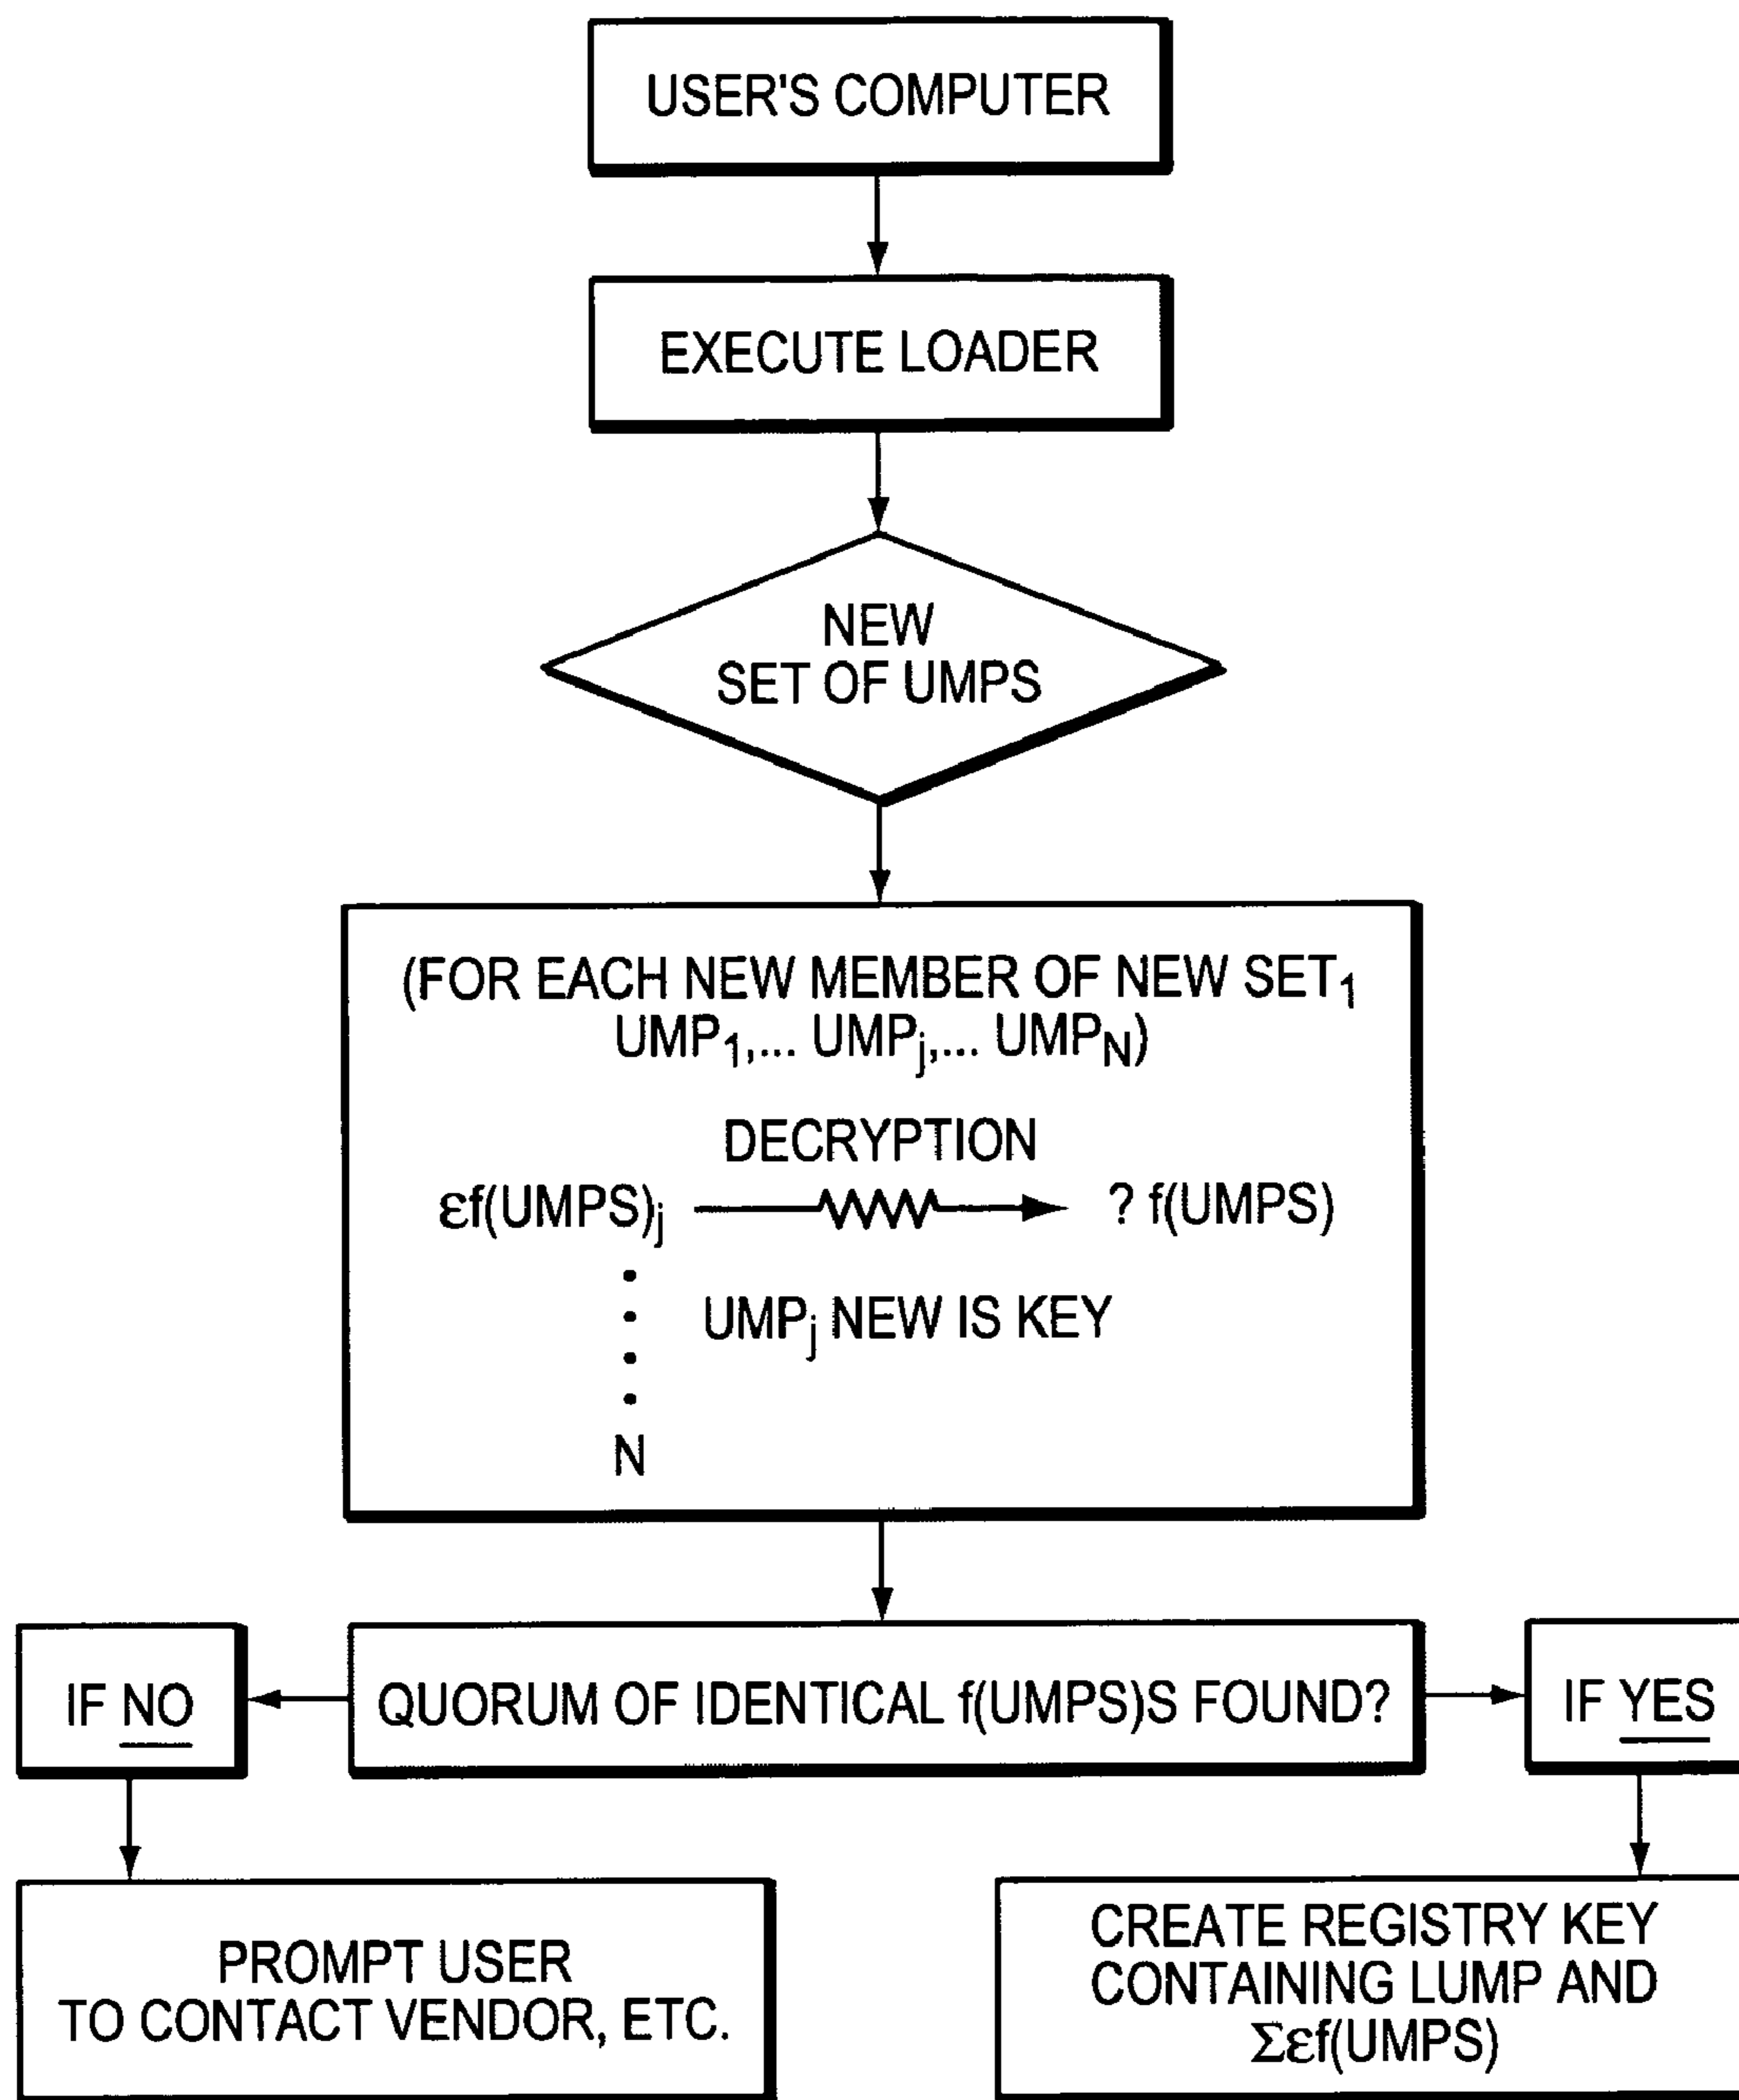 USER'S COMPUTER
EXECUTE LOADER
NEW
SET OF UMPS
(FOR EACH NEW MEMBER OF NEW SET₁
UMP₁,... UMPⱼ,... UMP_N)
DECRYPTION
εf(UMPS)ⱼ ? f(UMPS)
UMPⱼ NEW IS KEY
N
IF NO
QUORUM OF IDENTICAL f(UMPS)S FOUND?
IF YES
PROMPT USER
TO CONTACT VENDOR, ETC.
CREATE REGISTRY KEY
CONTAINING LUMP AND
Σεf(UMPS)